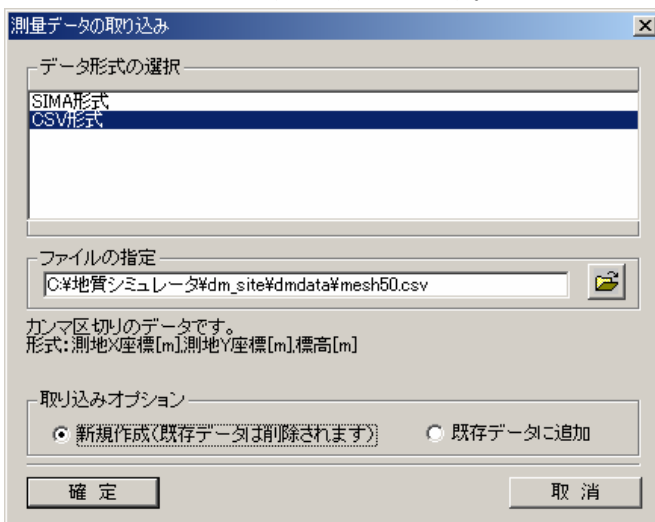 測量データの取り込み
データ形式の選択
SIMA形式
CSV形式
ファイルの指定
C:¥地質シミュレータ¥dm_site¥dmdata¥mesh50.csv
カンマ区切りのデータです。
形式:測地X座標[m],測地Y座標[m],標高[m]
取り込みオプション
新規作成(既存データは削除されます)
既存データに追加
確 定
取 消